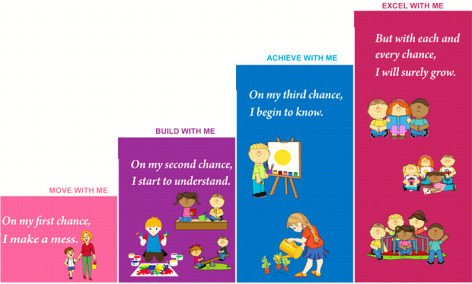 MOVE WITH ME
On my first chance,
I make a mess.
BUILD WITH ME
On my second chance,
I start to understand.
ACHIEVE WITH ME
On my third chance,
I begin to know.
EXCEL WITH ME
But with each and
every chance,
I will surely grow.